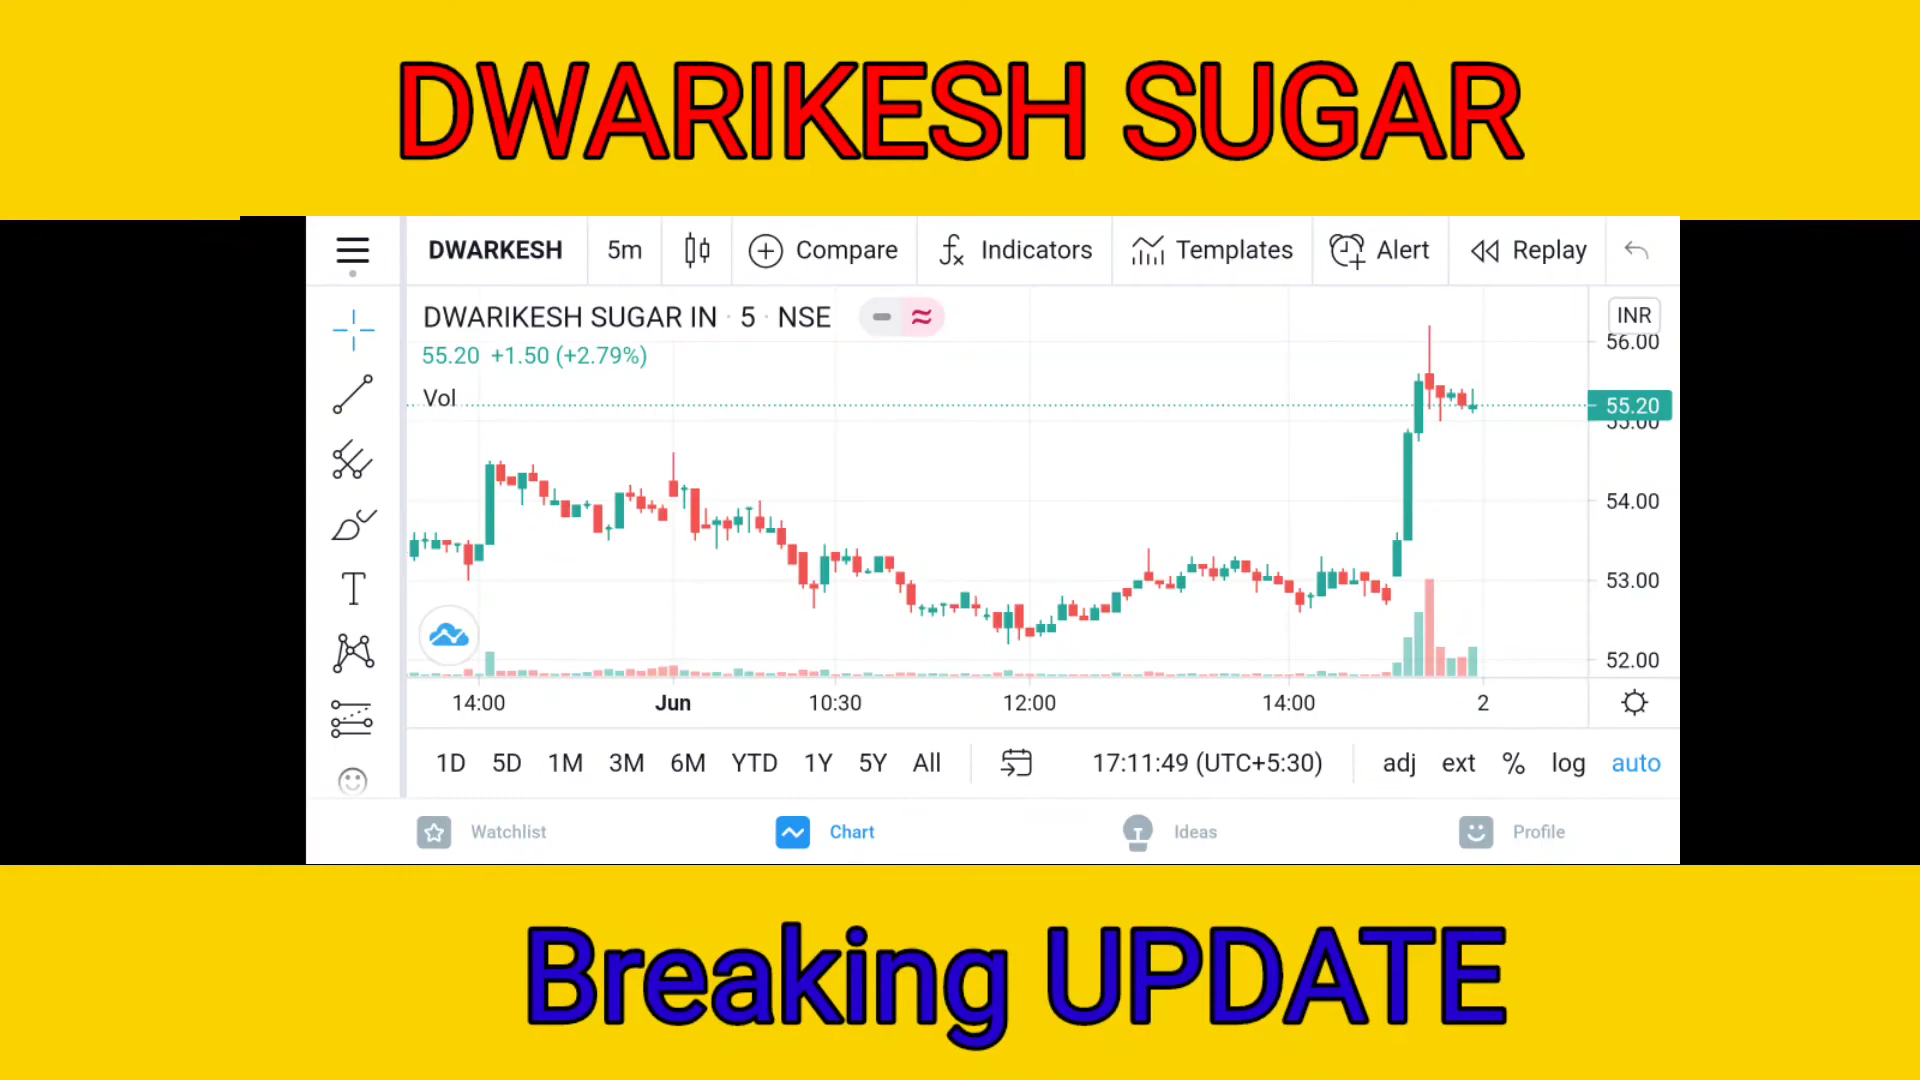 DWARIKESH SUGAR
DWARKESH 5m Compare Indicators Templates Alert Replay
DWARIKESH SUGAR IN · 5 · NSE
INR
55.20 +1.50 (+2.79%)
Vol
56.00
55.20
55.00
54.00
53.00
52.00
14:00 Jun 10:30 12:00 14:00 2
1D 5D 1M 3M 6M YTD 1Y 5Y All 17:11:49 (UTC+5:30) adj ext % log auto
Watchlist Chart Ideas Profile
Breaking UPDATE